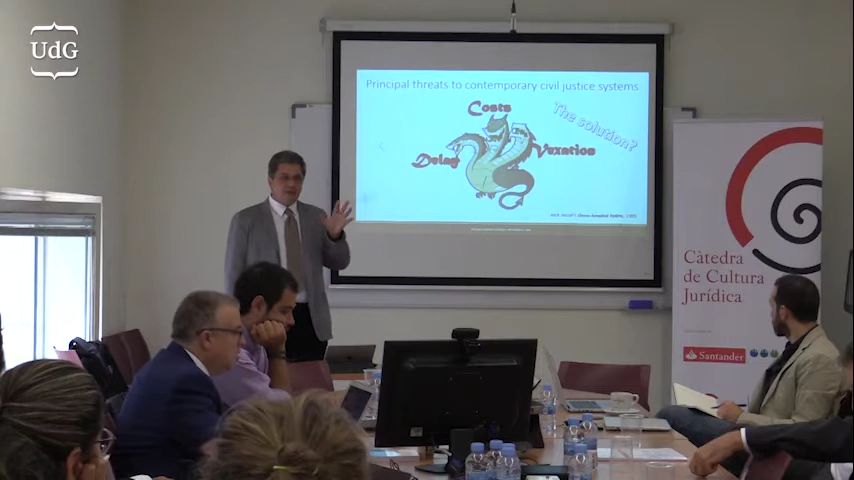 UdG
Principal threats to contemporary civil justice systems
Costs
The solution?
Delay
Vexation
Càtedra
de Cultura
Jurídica
Santander